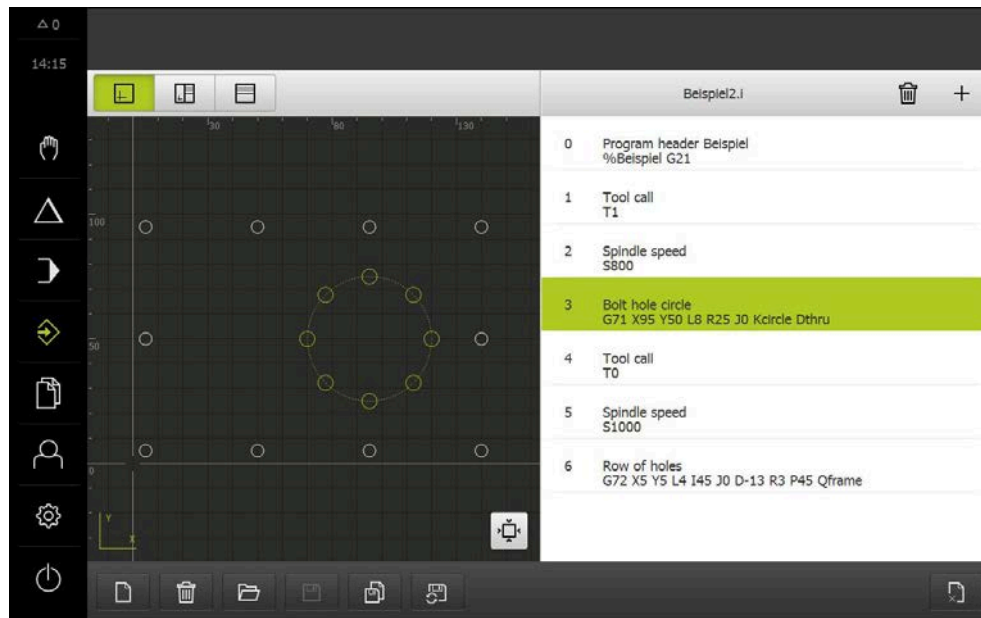 △ 0
14:15
Beispiel2.i
30
80
130
100
50
0
Y
X
0 Program header Beispiel
%Beispiel G21
1 Tool call
T1
2 Spindle speed
S800
3 Bolt hole circle
G71 X95 Y50 L8 R25 J0 Kcircle Dthru
4 Tool call
T0
5 Spindle speed
S1000
6 Row of holes
G72 X5 Y5 L4 I45 J0 D-13 R3 P45 Qframe